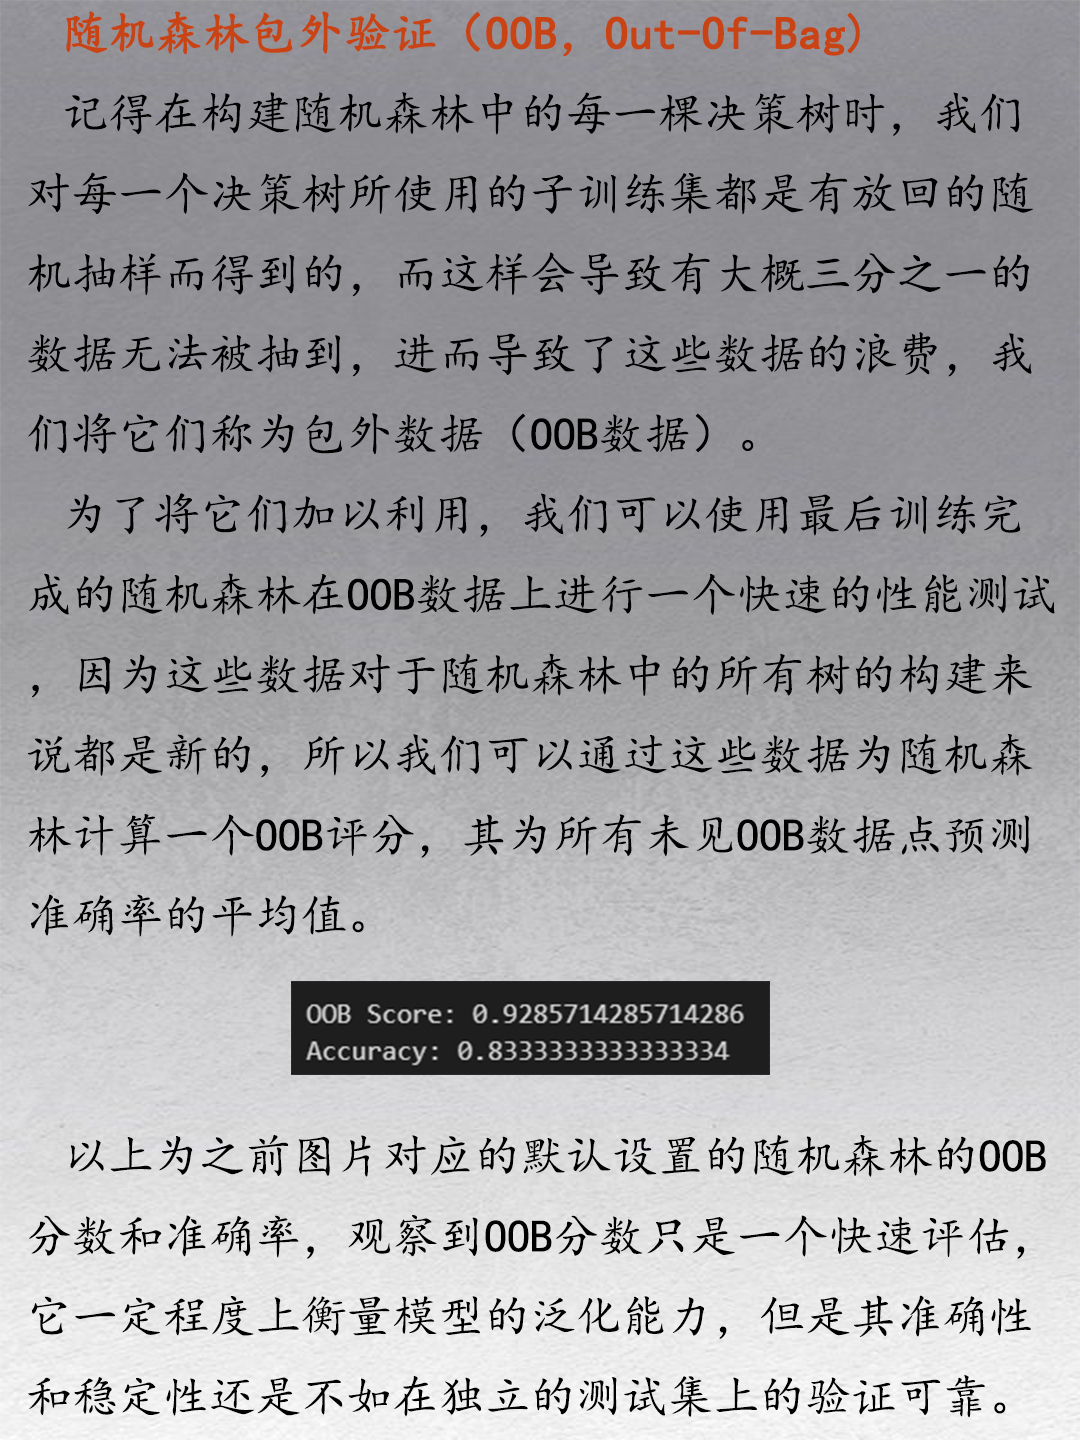 随机森林包外验证（OOB，Out-Of-Bag）
记得在构建随机森林中的每一棵决策树时，我们
对每一个决策树所使用的子训练集都是有放回的随
机抽样而得到的，而这样会导致有大概三分之一的
数据无法被抽到，进而导致了这些数据的浪费，我
们将它们称为包外数据（OOB数据）。
为了将它们加以利用，我们可以使用最后训练完
成的随机森林在OOB数据上进行一个快速的性能测试
，因为这些数据对于随机森林中的所有树的构建来
说都是新的，所以我们可以通过这些数据为随机森
林计算一个OOB评分，其为所有未见OOB数据点预测
准确率的平均值。
OOB Score: 0.9285714285714286
Accuracy: 0.8333333333333334
以上为之前图片对应的默认设置的随机森林的OOB
分数和准确率，观察到OOB分数只是一个快速评估，
它一定程度上衡量模型的泛化能力，但是其准确性
和稳定性还是不如在独立的测试集上的验证可靠。